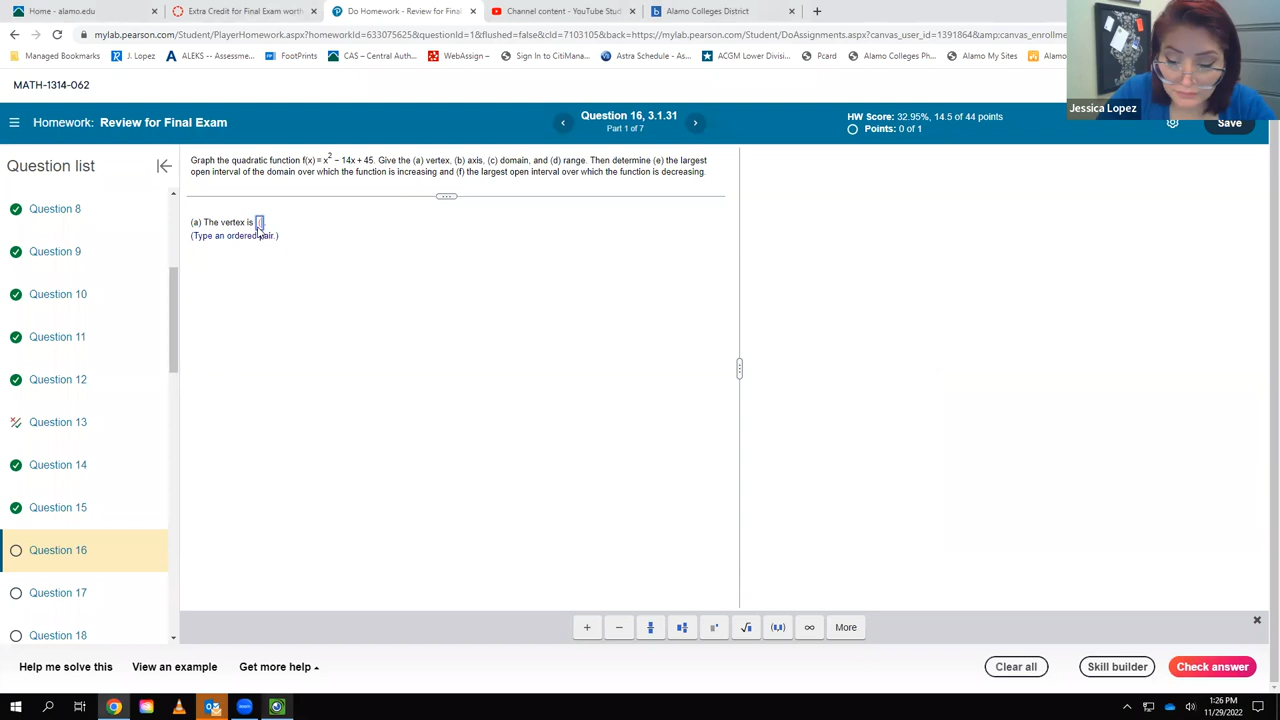 Home - alamo.edu
Extra Credit for Final Exam worth
Do Homework - Review for Final
Channel content - YouTube Stud
Alamo Colleges District
mylab.pearson.com/Student/PlayerHomework.aspx?homeworkId=633075625&questionId=1&flushed=false&cId=7103105&back=https://mylab.pearson.com/Student/DoAssignments.aspx?canvas_user_id=1391864&amp;canvas_enrollme
Managed Bookmarks
J. Lopez
ALEKS -- Assessme...
FootPrints
CAS – Central Auth...
WebAssign –
Sign In to CitiMana...
Astra Schedule - As...
ACGM Lower Divisi...
Pcard
Alamo Colleges Ph...
Alamo My Sites
Alamo
Jessica Lopez
MATH-1314-062
Homework: Review for Final Exam
Question 16, 3.1.31
Part 1 of 7
HW Score: 32.95%, 14.5 of 44 points
Points: 0 of 1
Save
Question list
Question 8
Question 9
Question 10
Question 11
Question 12
Question 13
Question 14
Question 15
Question 16
Question 17
Question 18
Graph the quadratic function f(x) = x² − 14x + 45. Give the (a) vertex, (b) axis, (c) domain, and (d) range. Then determine (e) the largest
open interval of the domain over which the function is increasing and (f) the largest open interval over which the function is decreasing.
(a) The vertex is
(Type an ordered pair.)
+ − √ (,) ∞ More
Help me solve this
View an example
Get more help
Clear all
Skill builder
Check answer
1:26 PM
11/29/2022